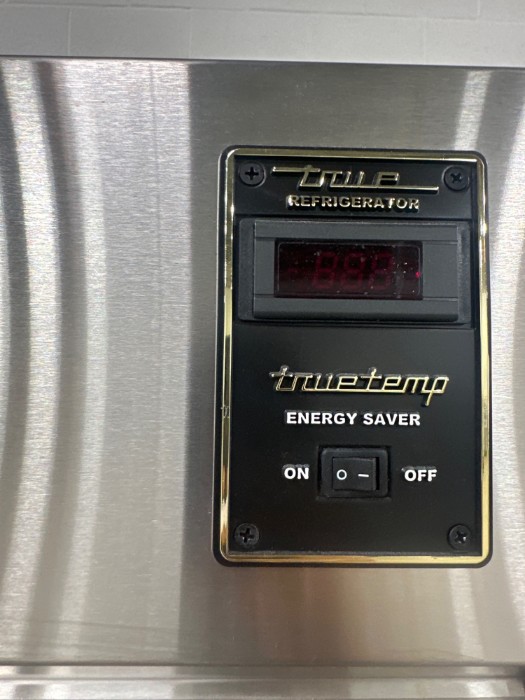 true
REFRIGERATOR
truetemp
ENERGY SAVER
ON O – OFF